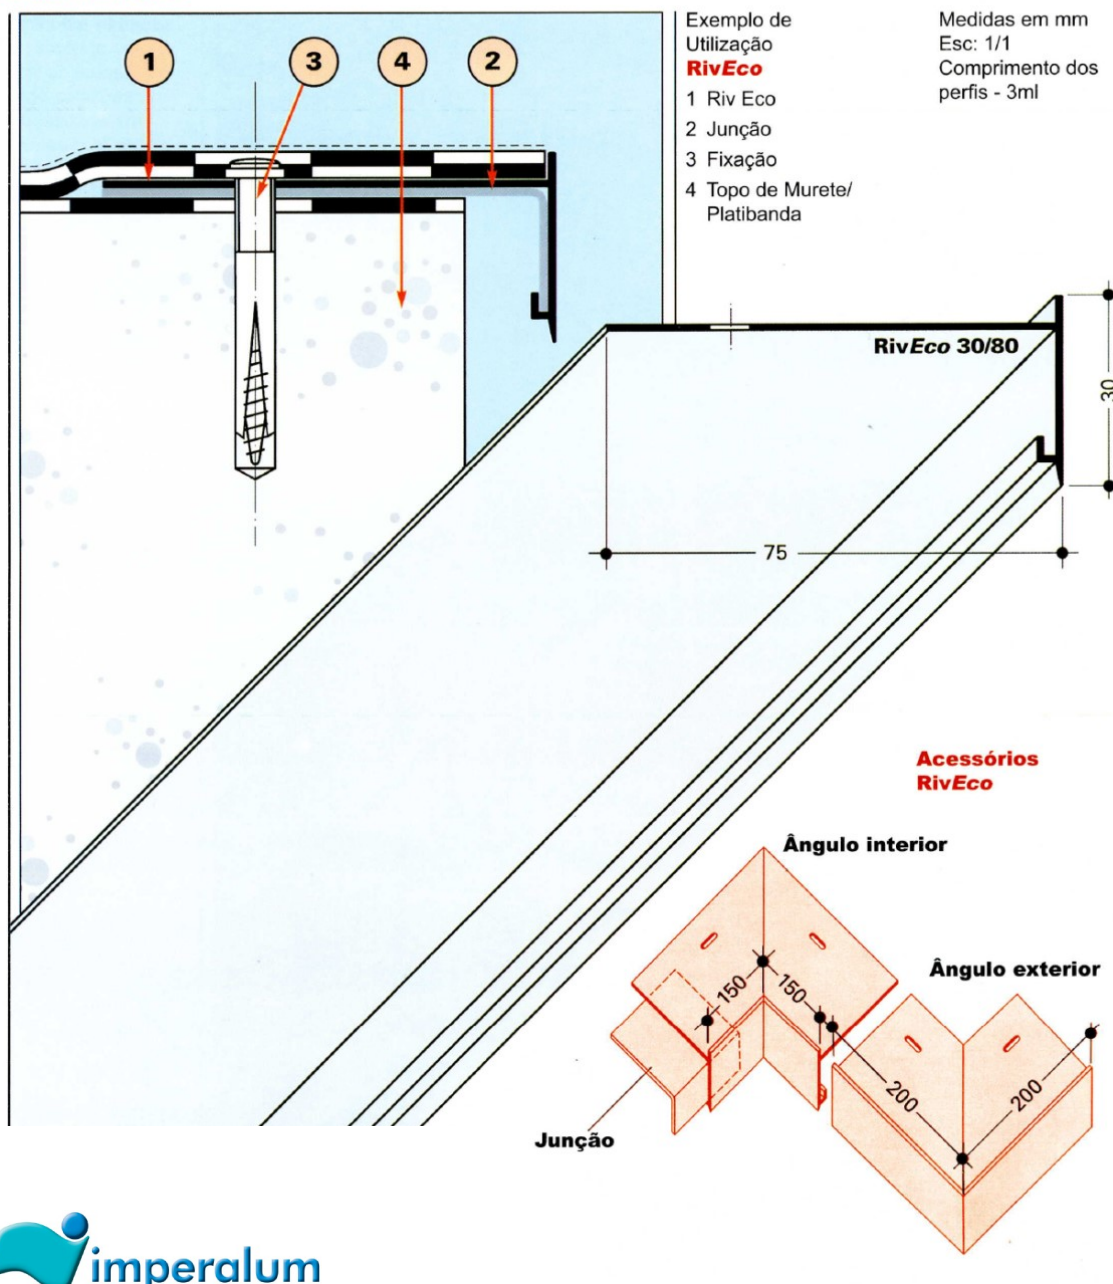 1
3
4
2
Exemplo de
Utilização
RivEco
1 Riv Eco
2 Junção
3 Fixação
4 Topo de Murete/
Platibanda
Medidas em mm
Esc: 1/1
Comprimento dos
perfis - 3ml
RivEco 30/80
30
75
Acessórios
RivEco
Ângulo interior
150
150
Ângulo exterior
200
200
Junção
imperalum